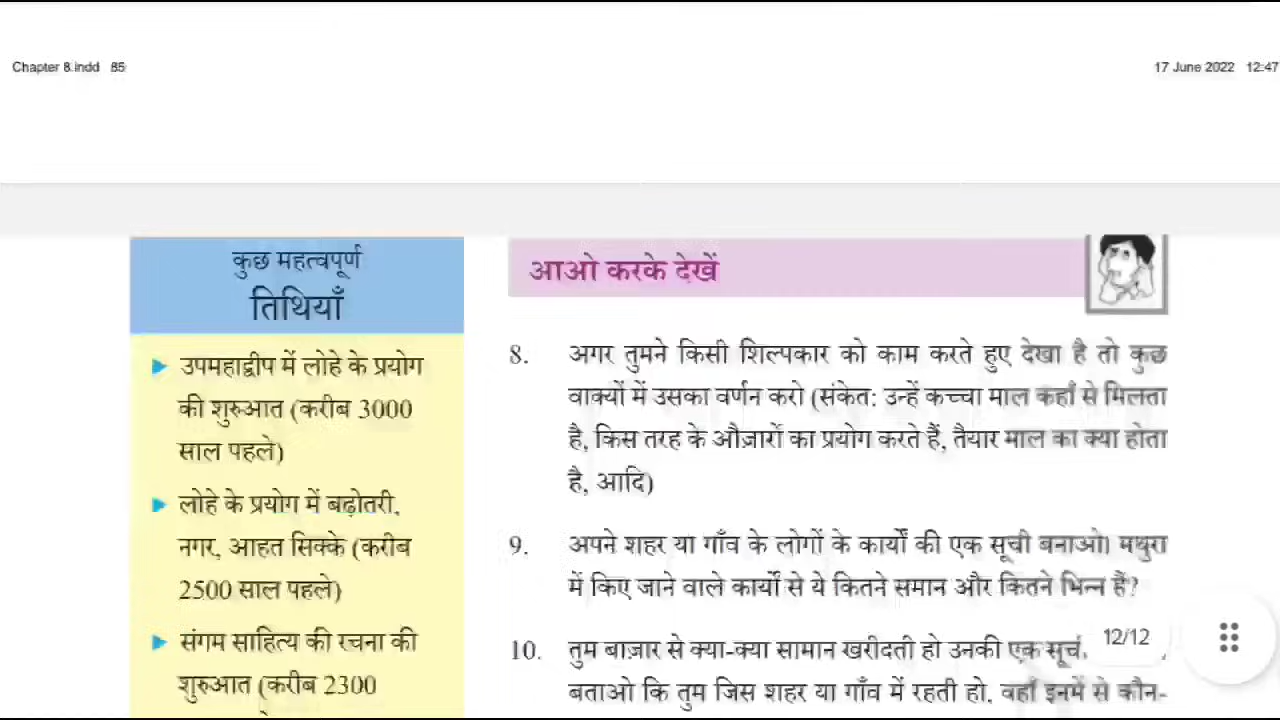 Chapter 8.indd 85
17 June 2022 12:47
कुछ महत्वपूर्ण
तिथियाँ
उपमहाद्वीप में लोहे के प्रयोग
की शुरुआत (करीब 3000
साल पहले)
लोहे के प्रयोग में बढ़ोतरी,
नगर, आहत सिक्के (करीब
2500 साल पहले)
संगम साहित्य की रचना की
शुरुआत (करीब 2300
आओ करके देखें
8. अगर तुमने किसी शिल्पकार को काम करते हुए देखा है तो कुछ
वाक्यों में उसका वर्णन करो (संकेत: उन्हें कच्चा माल कहाँ से मिलता
है, किस तरह के औज़ारों का प्रयोग करते हैं, तैयार माल का क्या होता
है, आदि)
9. अपने शहर या गाँव के लोगों के कार्यों की एक सूची बनाओ। मथुरा
में किए जाने वाले कार्यों से ये कितने समान और कितने भिन्न हैं?
10. तुम बाज़ार से क्या-क्या सामान खरीदती हो उनकी एक
बताओ कि तुम जिस शहर या गाँव में रहती हो, वहाँ इनमें से कौन-
12/12